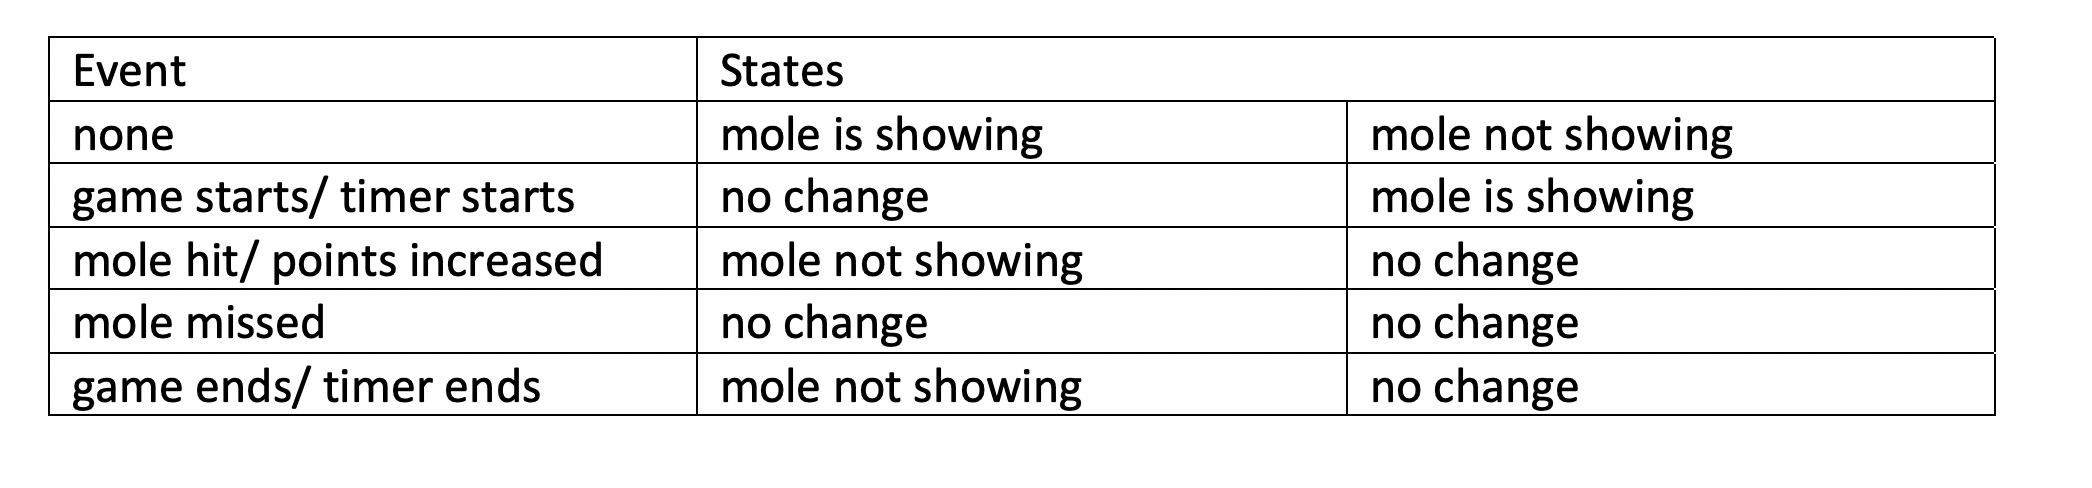 Event States
none mole is showing mole not showing
game starts/ timer starts no change mole is showing
mole hit/ points increased mole not showing no change
mole missed no change no change
game ends/ timer ends mole not showing no change